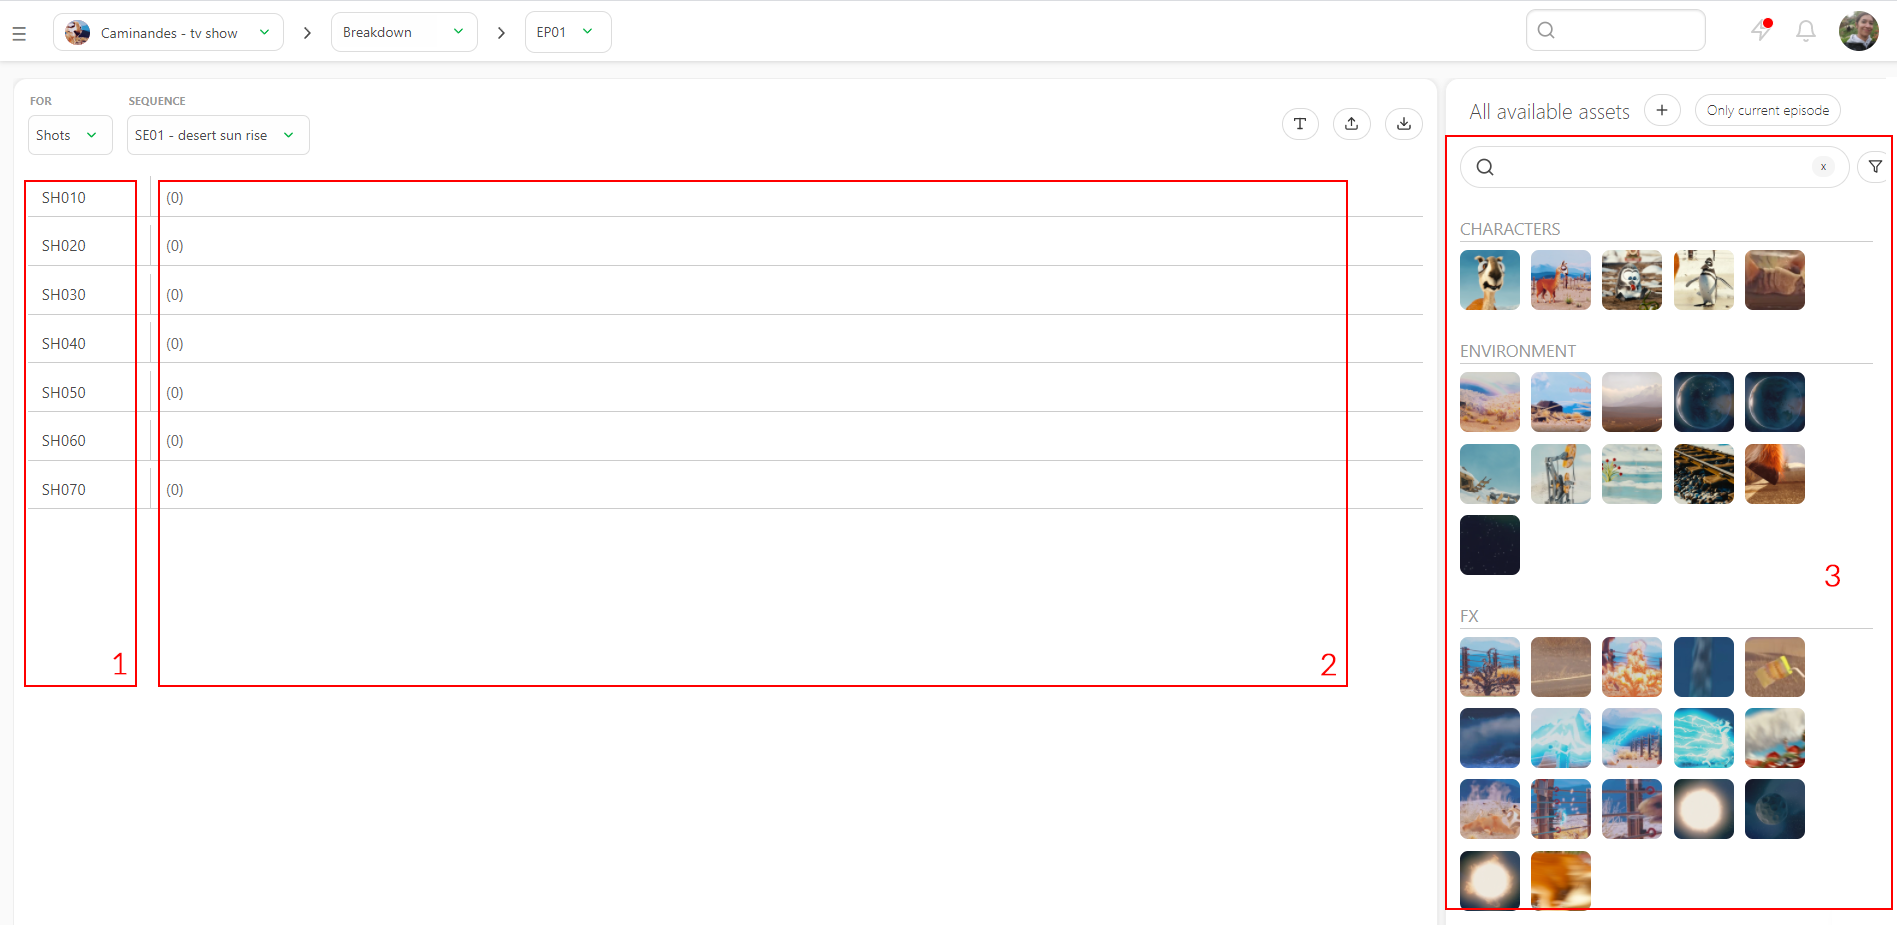 Caminandes - tv show
Breakdown
EP01
FOR
SEQUENCE
Shots
SE01 - desert sun rise
T
All available assets
+
Only current episode
x
SH010
(0)
SH020
(0)
SH030
(0)
SH040
(0)
SH050
(0)
SH060
(0)
SH070
(0)
1
2
CHARACTERS
ENVIRONMENT
3
FX